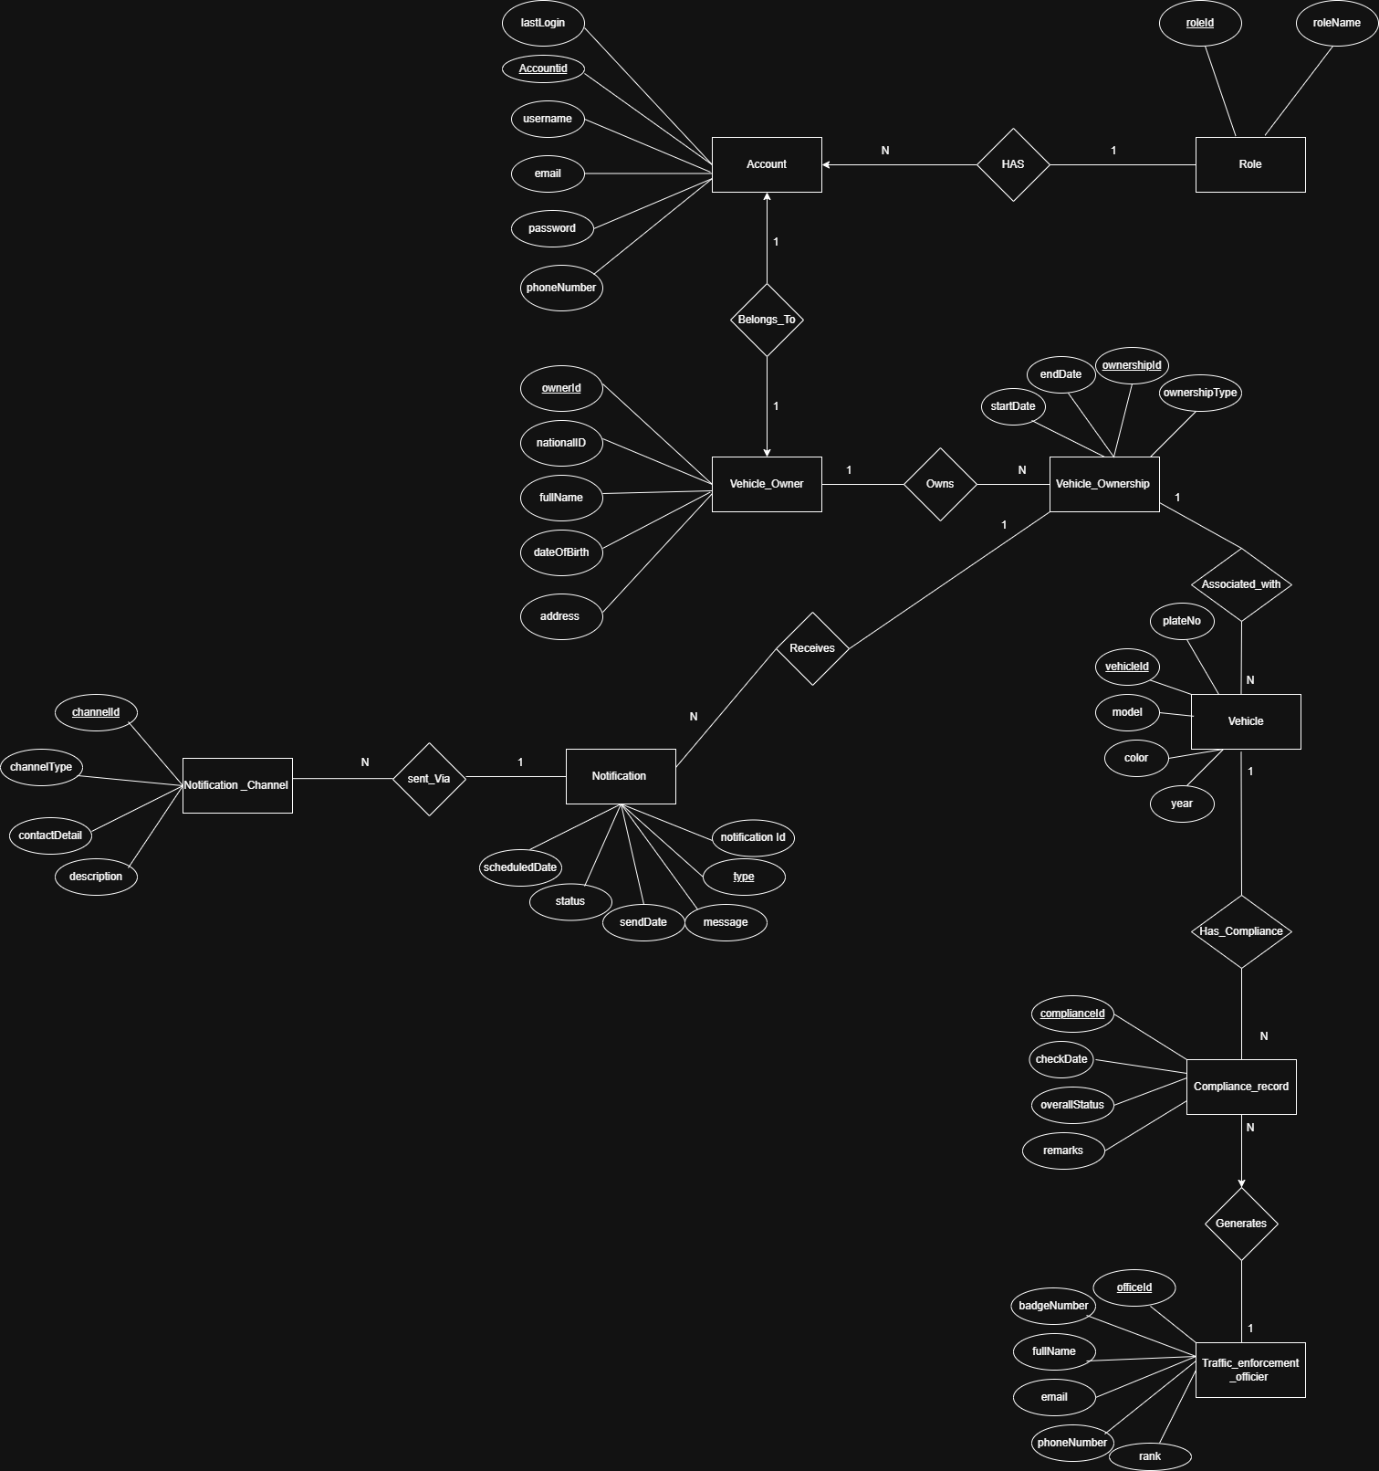 lastLogin
roleId
roleName
Accountid
username
Account
N
HAS
1
Role
email
password
1
phoneNumber
Belongs_To
ownerId
1
endDate
ownershipId
ownershipType
startDate
nationalID
Vehicle_Owner
1
Owns
N
Vehicle_Ownership
1
fullName
1
dateOfBirth
Associated_with
address
plateNo
Receives
vehicleId
N
channelId
N
model
Vehicle
channelType
N
1
color
1
Notification _Channel
sent_Via
Notification
year
contactDetail
notification Id
description
scheduledDate
type
status
sendDate
message
Has_Compliance
complianceId
N
checkDate
Compliance_record
overallStatus
N
remarks
Generates
officeId
badgeNumber
1
fullName
Traffic_enforcement
_officier
email
phoneNumber
rank